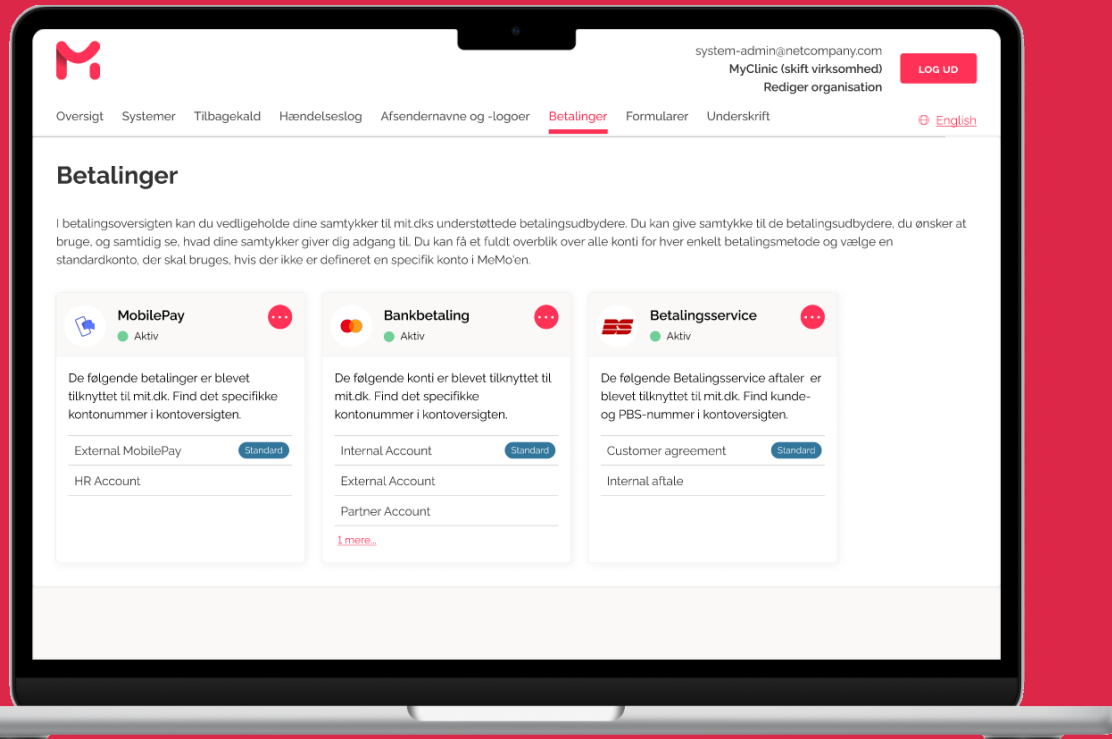 system-admin@netcompany.com
MyClinic (skift virksomhed)
Rediger organisation
LOG UD
Oversigt Systemer Tilbagekald Hændelseslog Afsendernavne og -logoer Betalinger Formularer Underskrift
English
Betalinger
I betalingsoversigten kan du vedligeholde dine samtykker til mit.dks understøttede betalingsudbydere. Du kan give samtykke til de betalingsudbydere, du ønsker at
bruge, og samtidig se, hvad dine samtykker giver dig adgang til. Du kan få et fuldt overblik over alle konti for hver enkelt betalingsmetode og vælge en
standardkonto, der skal bruges, hvis der ikke er defineret en specifik konto i MeMo'en.
MobilePay
Aktiv
De følgende betalinger er blevet
tilknyttet til mit.dk. Find det specifikke
kontonummer i kontoversigten.
External MobilePay Standard
HR Account
Bankbetaling
Aktiv
De følgende konti er blevet tilknyttet til
mit.dk. Find det specifikke
kontonummer i kontoversigten.
Internal Account Standard
External Account
Partner Account
1 mere...
Betalingsservice
Aktiv
De følgende Betalingsservice aftaler er
blevet tilknyttet til mit.dk. Find kunde-
og PBS-nummer i kontoversigten.
Customer agreement Standard
Internal aftale